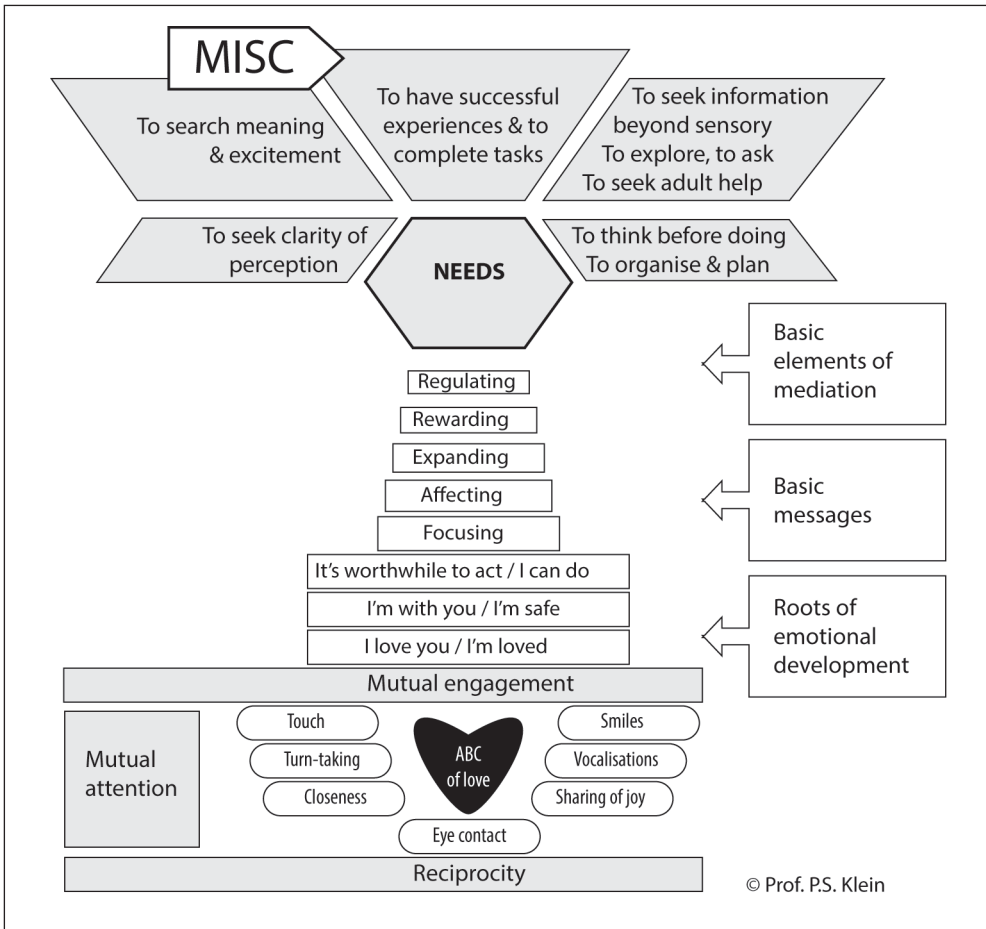 MISC
To search meaning
& excitement
To have successful
experiences & to
complete tasks
To seek information
beyond sensory
To explore, to ask
To seek adult help
To seek clarity of
perception
NEEDS
To think before doing
To organise & plan
Basic
elements of
mediation
Regulating
Rewarding
Expanding
Affecting
Focusing
Basic
messages
It's worthwhile to act / I can do
I'm with you / I'm safe
I love you / I'm loved
Roots of
emotional
development
Mutual engagement
Mutual
attention
Touch
Turn-taking
Closeness
ABC
of love
Smiles
Vocalisations
Sharing of joy
Eye contact
Reciprocity
© Prof. P.S. Klein